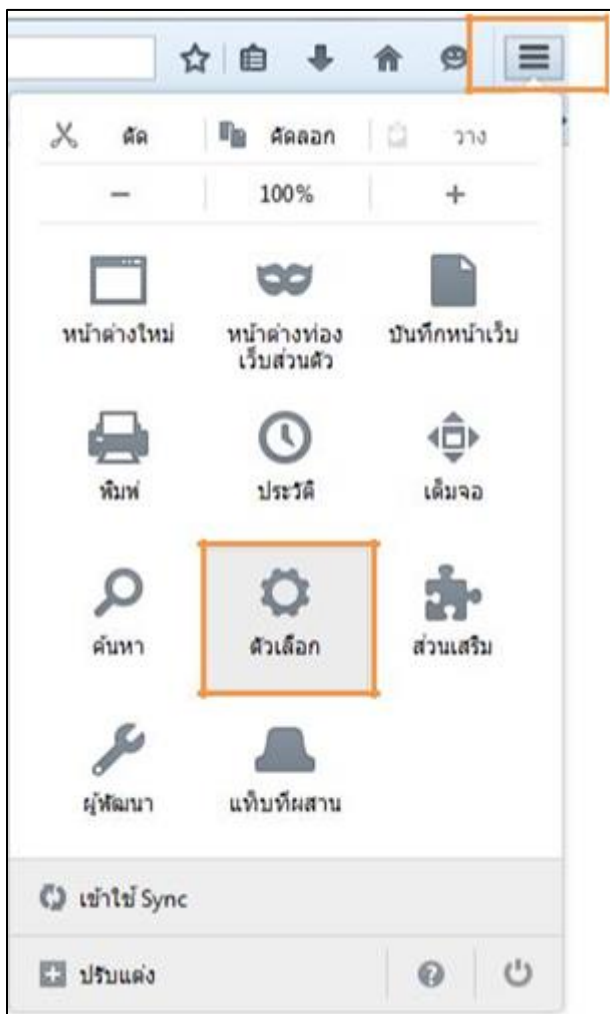 ตัด คัดลอก วาง
− 100% +
หน้าต่างใหม่ หน้าต่างท่อง บันทึกหน้าเว็บ
เว็บส่วนตัว
พิมพ์ ประวัติ เต็มจอ
ค้นหา ตัวเลือก ส่วนเสริม
ผู้พัฒนา แท็บที่ผสาน
เข้าใช้ Sync
ปรับแต่ง